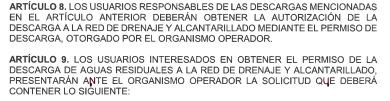 ARTÍCULO 8. LOS USUARIOS RESPONSABLES DE LAS DESCARGAS MENCIONADAS
EN EL ARTÍCULO ANTERIOR DEBERÁN OBTENER LA AUTORIZACIÓN DE LA
DESCARGA A LA RED DE DRENAJE Y ALCANTARILLADO MEDIANTE EL PERMISO DE
DESCARGA, OTORGADO POR EL ORGANISMO OPERADOR.
ARTÍCULO 9. LOS USUARIOS INTERESADOS EN OBTENER EL PERMISO DE LA
DESCARGA DE AGUAS RESIDUALES A LA RED DE DRENAJE Y ALCANTARILLADO,
PRESENTARÁN ANTE EL ORGANISMO OPERADOR LA SOLICITUD QUE DEBERÁ
CONTENER LO SIGUIENTE: